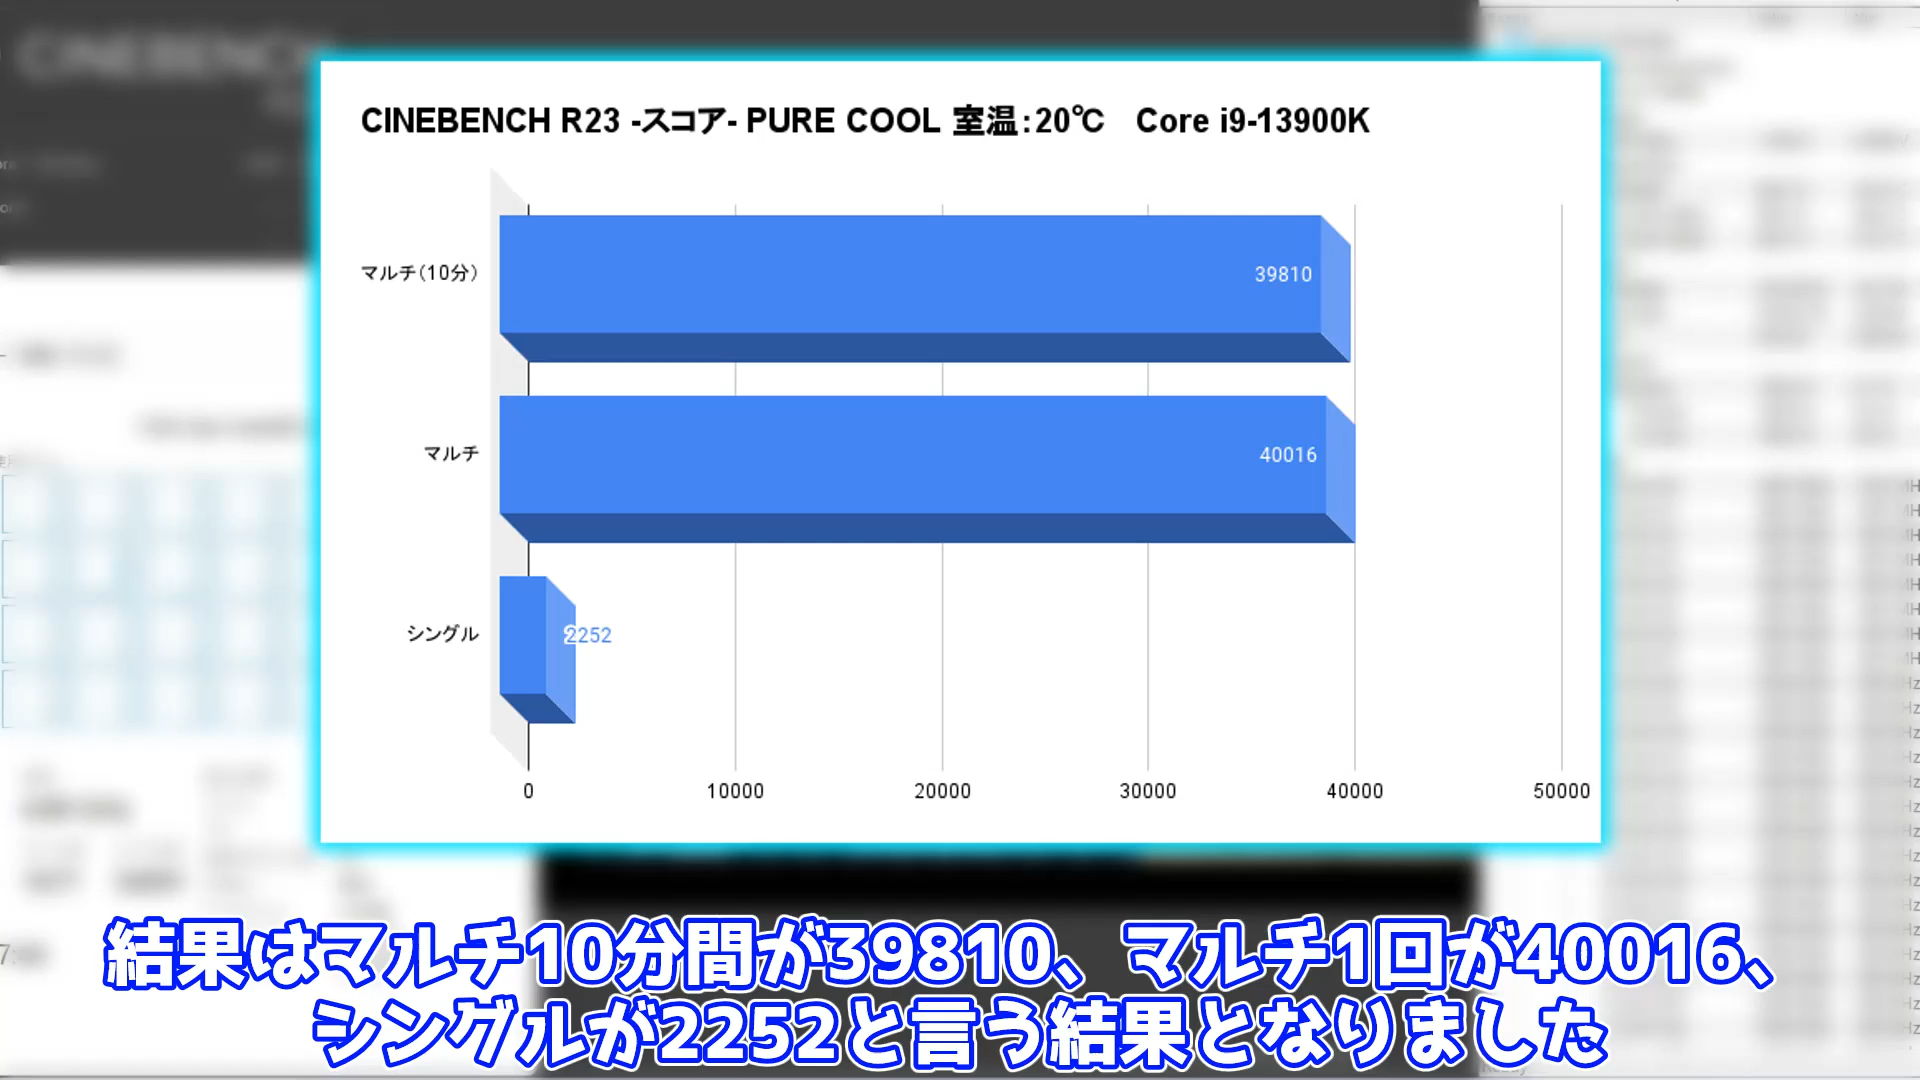 CINEBENCH
CINEBENCH R23 -スコア- PURE COOL 室温：20℃　Core i9-13900K
マルチ（10分）
39810
マルチ
40016
シングル
2252
0 10000 20000 30000 40000 50000
結果はマルチ10分間が39810、マルチ1回が40016、
シングルが2252と言う結果となりました